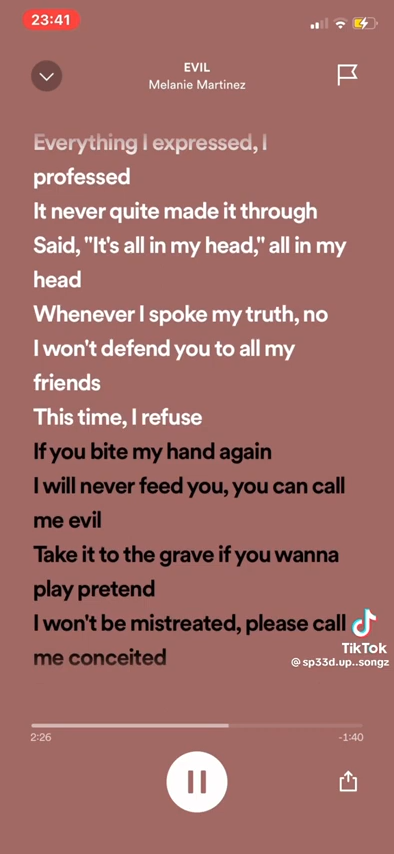 23:41
EVIL
Melanie Martinez
Everything I expressed, I
professed
It never quite made it through
Said, "It's all in my head," all in my
head
Whenever I spoke my truth, no
I won't defend you to all my
friends
This time, I refuse
If you bite my hand again
I will never feed you, you can call
me evil
Take it to the grave if you wanna
play pretend
I won't be mistreated, please call
me conceited
TikTok
@sp33d.up..songz
2:26
-1:40